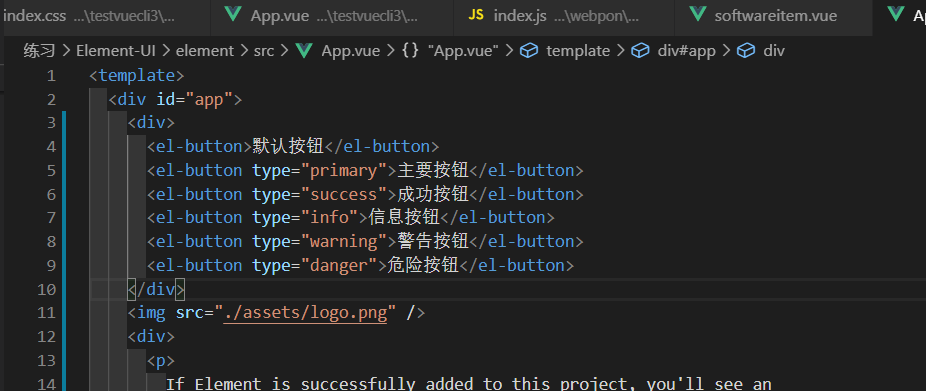 index.css ...\testvuecli3\... App.vue ...\testvuecli3\... JS index.js ...\webpon\... softwareitem.vue Ap
练习 > Element-UI > element > src > App.vue > {} "App.vue" > template > div#app > div
1 <template>
2 <div id="app">
3 <div>
4 <el-button>默认按钮</el-button>
5 <el-button type="primary">主要按钮</el-button>
6 <el-button type="success">成功按钮</el-button>
7 <el-button type="info">信息按钮</el-button>
8 <el-button type="warning">警告按钮</el-button>
9 <el-button type="danger">危险按钮</el-button>
10 </div>
11 <img src="./assets/logo.png" />
12 <div>
13 <p>
14 If Element is successfully added to this project, you'll see an